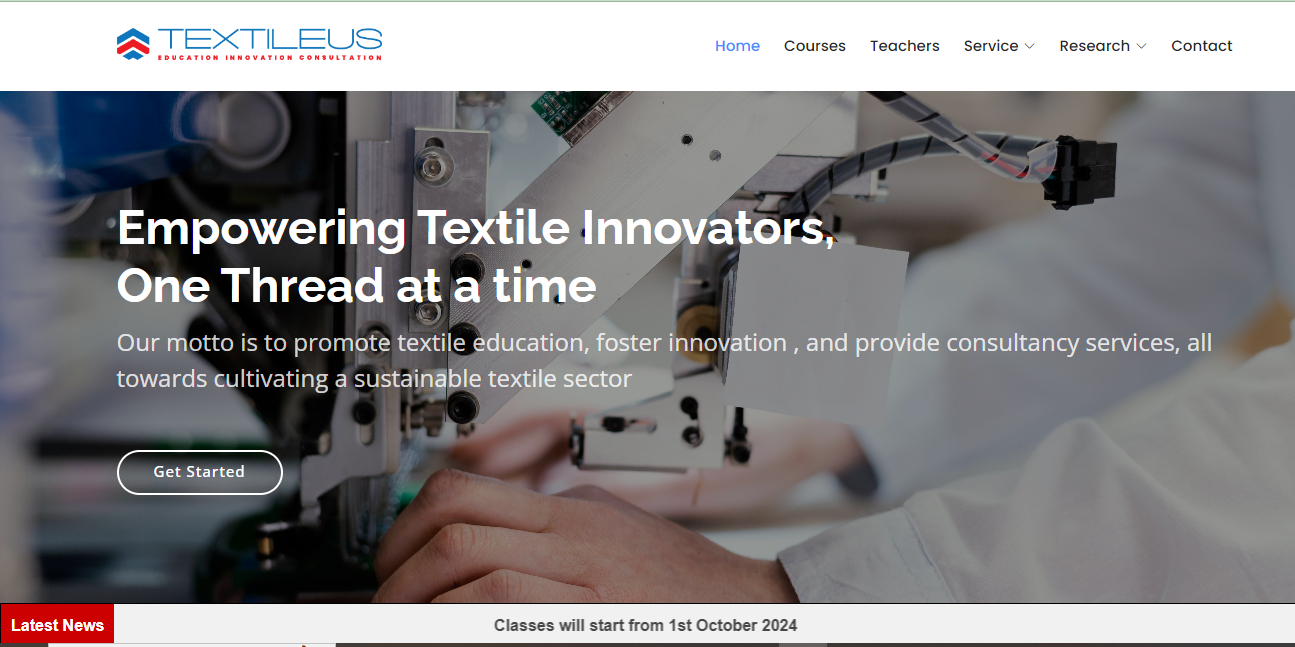 TEXTILEUS
EDUCATION INNOVATION CONSULTATION
Home Courses Teachers Service Research Contact
Empowering Textile Innovators,
One Thread at a time
Our motto is to promote textile education, foster innovation , and provide consultancy services, all
towards cultivating a sustainable textile sector
Get Started
Latest News Classes will start from 1st October 2024